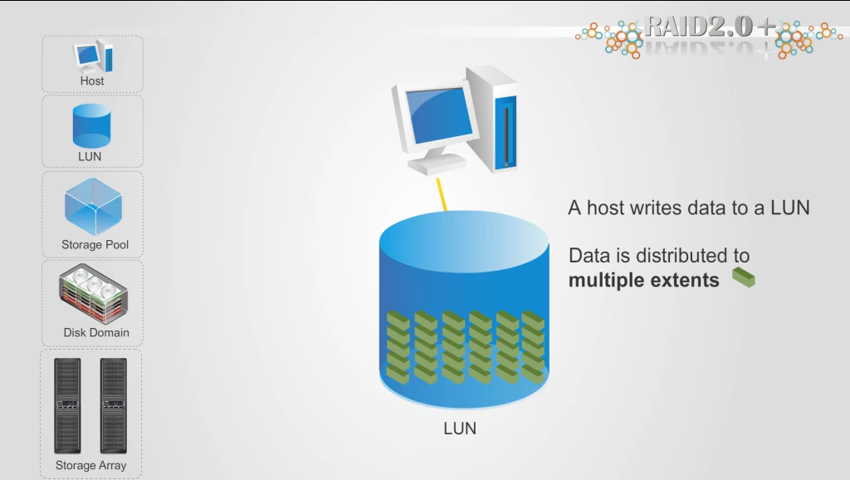 RAID2.0+
Host
LUN
Storage Pool
Disk Domain
Storage Array
A host writes data to a LUN
Data is distributed to
multiple extents
LUN